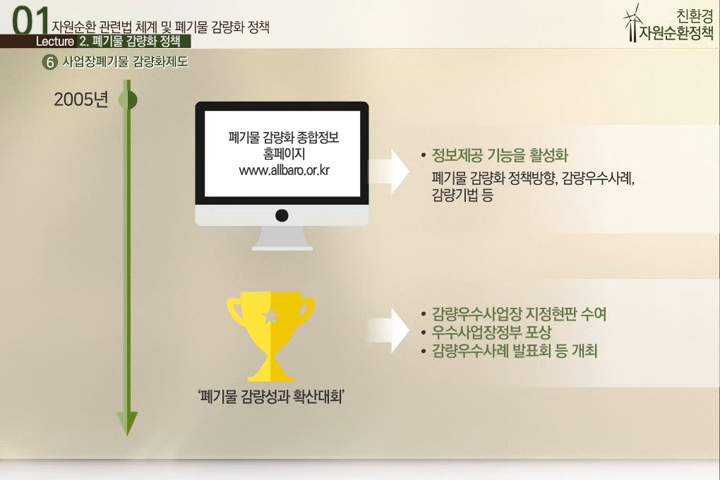 01
자원순환 관련법 체계 및 폐기물 감량화 정책
Lecture 2. 폐기물 감량화 정책
친환경
자원순환정책
6 사업장폐기물 감량화제도
2005년
폐기물 감량화 종합정보
홈페이지
www.allbaro.or.kr
• 정보제공 기능을 활성화
폐기물 감량화 정책방향, 감량우수사례,
감량기법 등
‘폐기물 감량성과 확산대회’
• 감량우수사업장 지정현판 수여
• 우수사업장정부 포상
• 감량우수사례 발표회 등 개최